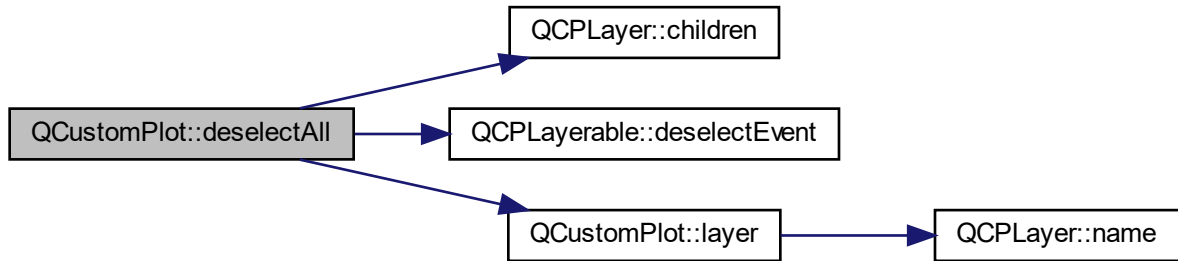 QCPLayer::children
QCustomPlot::deselectAll
QCPLayerable::deselectEvent
QCustomPlot::layer
QCPLayer::name